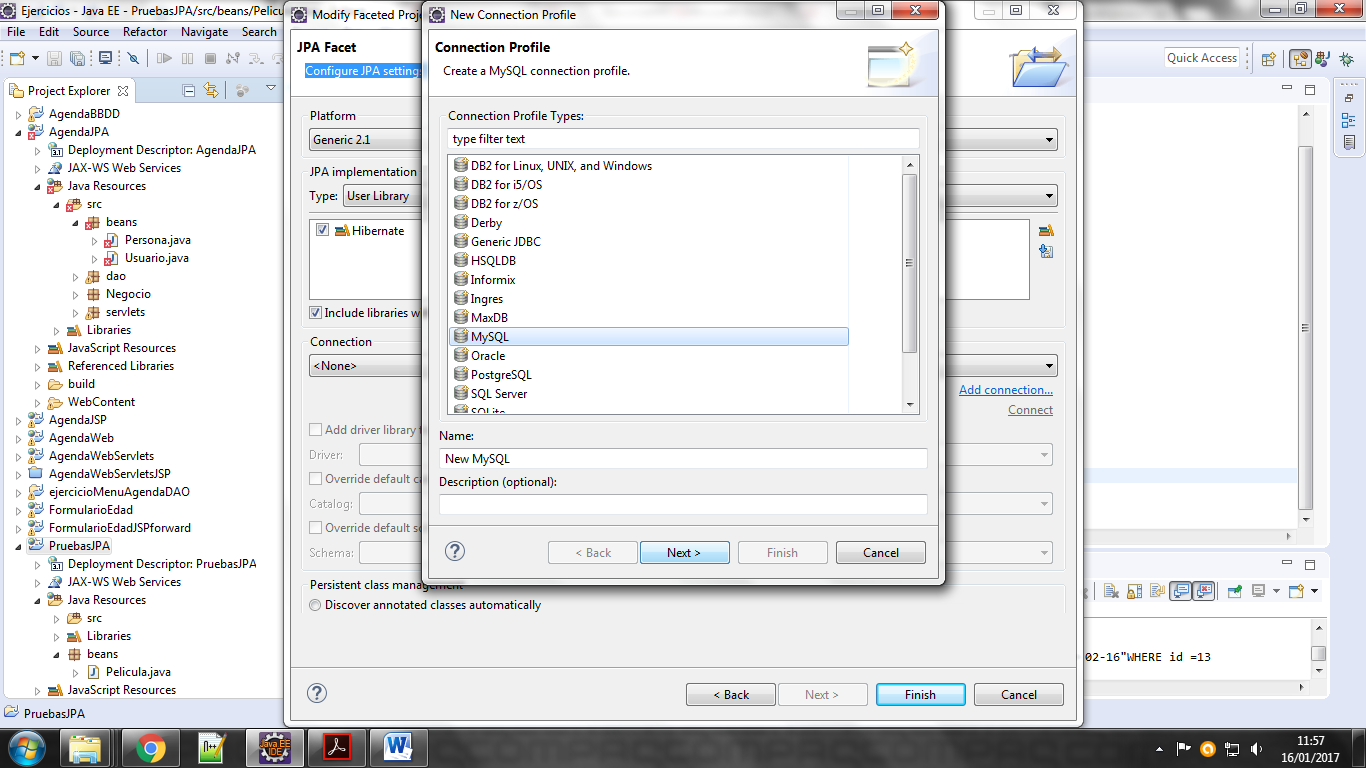 Ejercicios - Java EE - PruebasJPA/src/beans/Pelicu
File Edit Source Refactor Navigate Search
Quick Access
Project Explorer
AgendaBBDD
AgendaJPA
Deployment Descriptor: AgendaJPA
JAX-WS Web Services
Java Resources
src
beans
Persona.java
Usuario.java
dao
Negocio
servlets
Libraries
JavaScript Resources
Referenced Libraries
build
WebContent
AgendaJSP
AgendaWeb
AgendaWebServlets
AgendaWebServletsJSP
ejercicioMenuAgendaDAO
FormularioEdad
FormularioEdadJSPforward
PruebasJPA
Deployment Descriptor: PruebasJPA
JAX-WS Web Services
Java Resources
src
Libraries
beans
Pelicula.java
JavaScript Resources
PruebasJPA
Modify Faceted Proj
JPA Facet
Configure JPA setting
Platform
Generic 2.1
JPA implementation
Type: User Library
Hibernate
Include libraries w
Connection
<None>
Add connection...
Connect
Add driver library
Driver:
Override default ca
Catalog:
Override default sc
Schema:
Persistent class management
Discover annotated classes automatically
< Back Next > Finish Cancel
New Connection Profile
Connection Profile
Create a MySQL connection profile.
Connection Profile Types:
type filter text
DB2 for Linux, UNIX, and Windows
DB2 for i5/OS
DB2 for z/OS
Derby
Generic JDBC
HSQLDB
Informix
Ingres
MaxDB
MySQL
Oracle
PostgreSQL
SQL Server
SQLite
Name:
New MySQL
Description (optional):
< Back Next > Finish Cancel
02-16"WHERE id =13
Java EE
IDE
W
11:57
16/01/2017